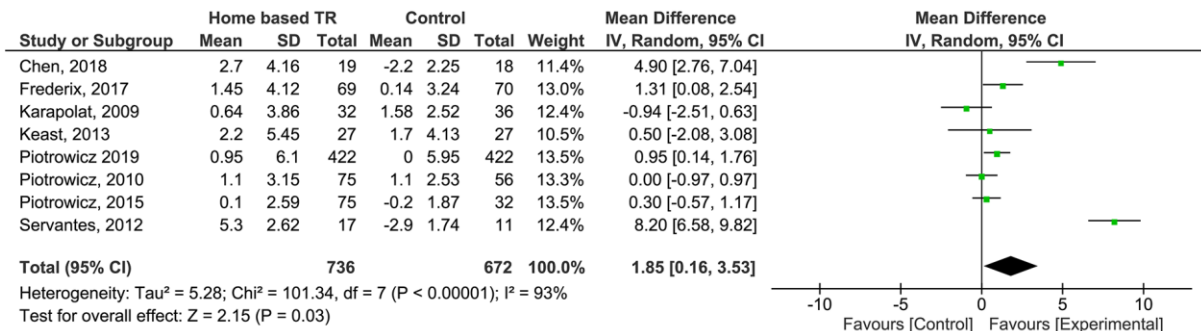 Home based TR Control Mean Difference Mean Difference
Study or Subgroup Mean SD Total Mean SD Total Weight IV, Random, 95% CI IV, Random, 95% CI
Chen, 2018 2.7 4.16 19 -2.2 2.25 18 11.4% 4.90 [2.76, 7.04]
Frederix, 2017 1.45 4.12 69 0.14 3.24 70 13.0% 1.31 [0.08, 2.54]
Karapolat, 2009 0.64 3.86 32 1.58 2.52 36 12.4% -0.94 [-2.51, 0.63]
Keast, 2013 2.2 5.45 27 1.7 4.13 27 10.5% 0.50 [-2.08, 3.08]
Piotrowicz 2019 0.95 6.1 422 0 5.95 422 13.5% 0.95 [0.14, 1.76]
Piotrowicz, 2010 1.1 3.15 75 1.1 2.53 56 13.3% 0.00 [-0.97, 0.97]
Piotrowicz, 2015 0.1 2.59 75 -0.2 1.87 32 13.4% 0.30 [-0.57, 1.17]
Servantes, 2012 5.3 2.62 17 -2.9 1.74 11 12.4% 8.20 [6.58, 9.82]
Total (95% CI) 736 672 100.0% 1.85 [0.16, 3.53]
Heterogeneity: Tau² = 5.28; Chi² = 101.34, df = 7 (P < 0.00001); I² = 93%
Test for overall effect: Z = 2.15 (P = 0.03)
-10 -5 0 5 10
Favours [Control] Favours [Experimental]